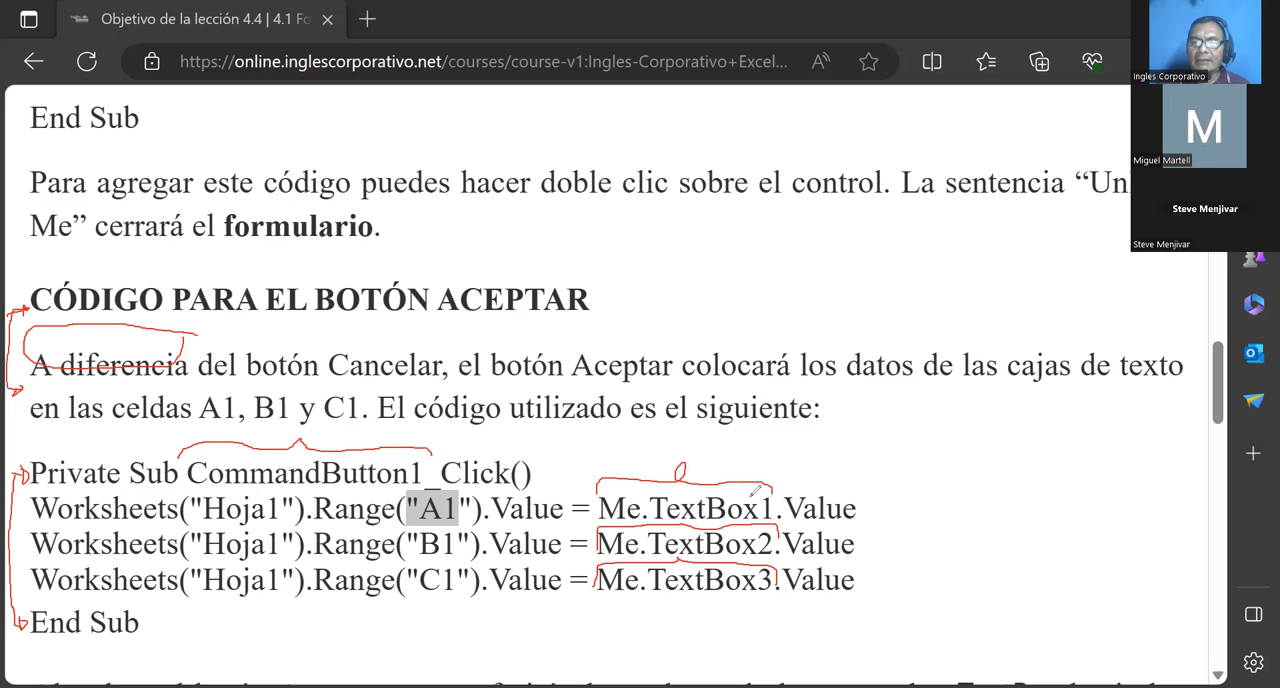 Objetivo de la lección 4.4 | 4.1 Fo
https://online.inglescorporativo.net/courses/course-v1:Ingles-Corporativo+Excel...
Ingles Corporativo
M
Miguel Martell
Steve Menjivar
Steve Menjivar
End Sub
Para agregar este código puedes hacer doble clic sobre el control. La sentencia
Me” cerrará el formulario.
CÓDIGO PARA EL BOTÓN ACEPTAR
A diferencia del botón Cancelar, el botón Aceptar colocará los datos de las cajas de texto
en las celdas A1, B1 y C1. El código utilizado es el siguiente:
Private Sub CommandButton1_Click()
Worksheets("Hoja1").Range("A1").Value = Me.TextBox1.Value
Worksheets("Hoja1").Range("B1").Value = Me.TextBox2.Value
Worksheets("Hoja1").Range("C1").Value = Me.TextBox3.Value
End Sub